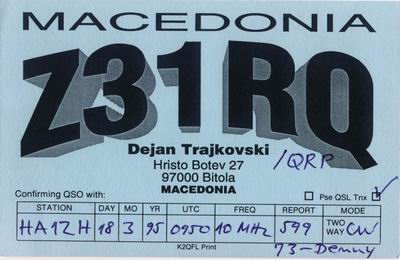 MACEDONIA
Z31RQ
Dejan Trajkovski /QRP
Hristo Botev 27
97000 Bitola
MACEDONIA
Confirming QSO with: Pse QSL Tnx
STATION DAY MO YR UTC FREQ REPORT MODE
HA1ZH 18 3 95 0950 10 MHz 599 TWO WAY CW
K2QFL Print 73-Denny